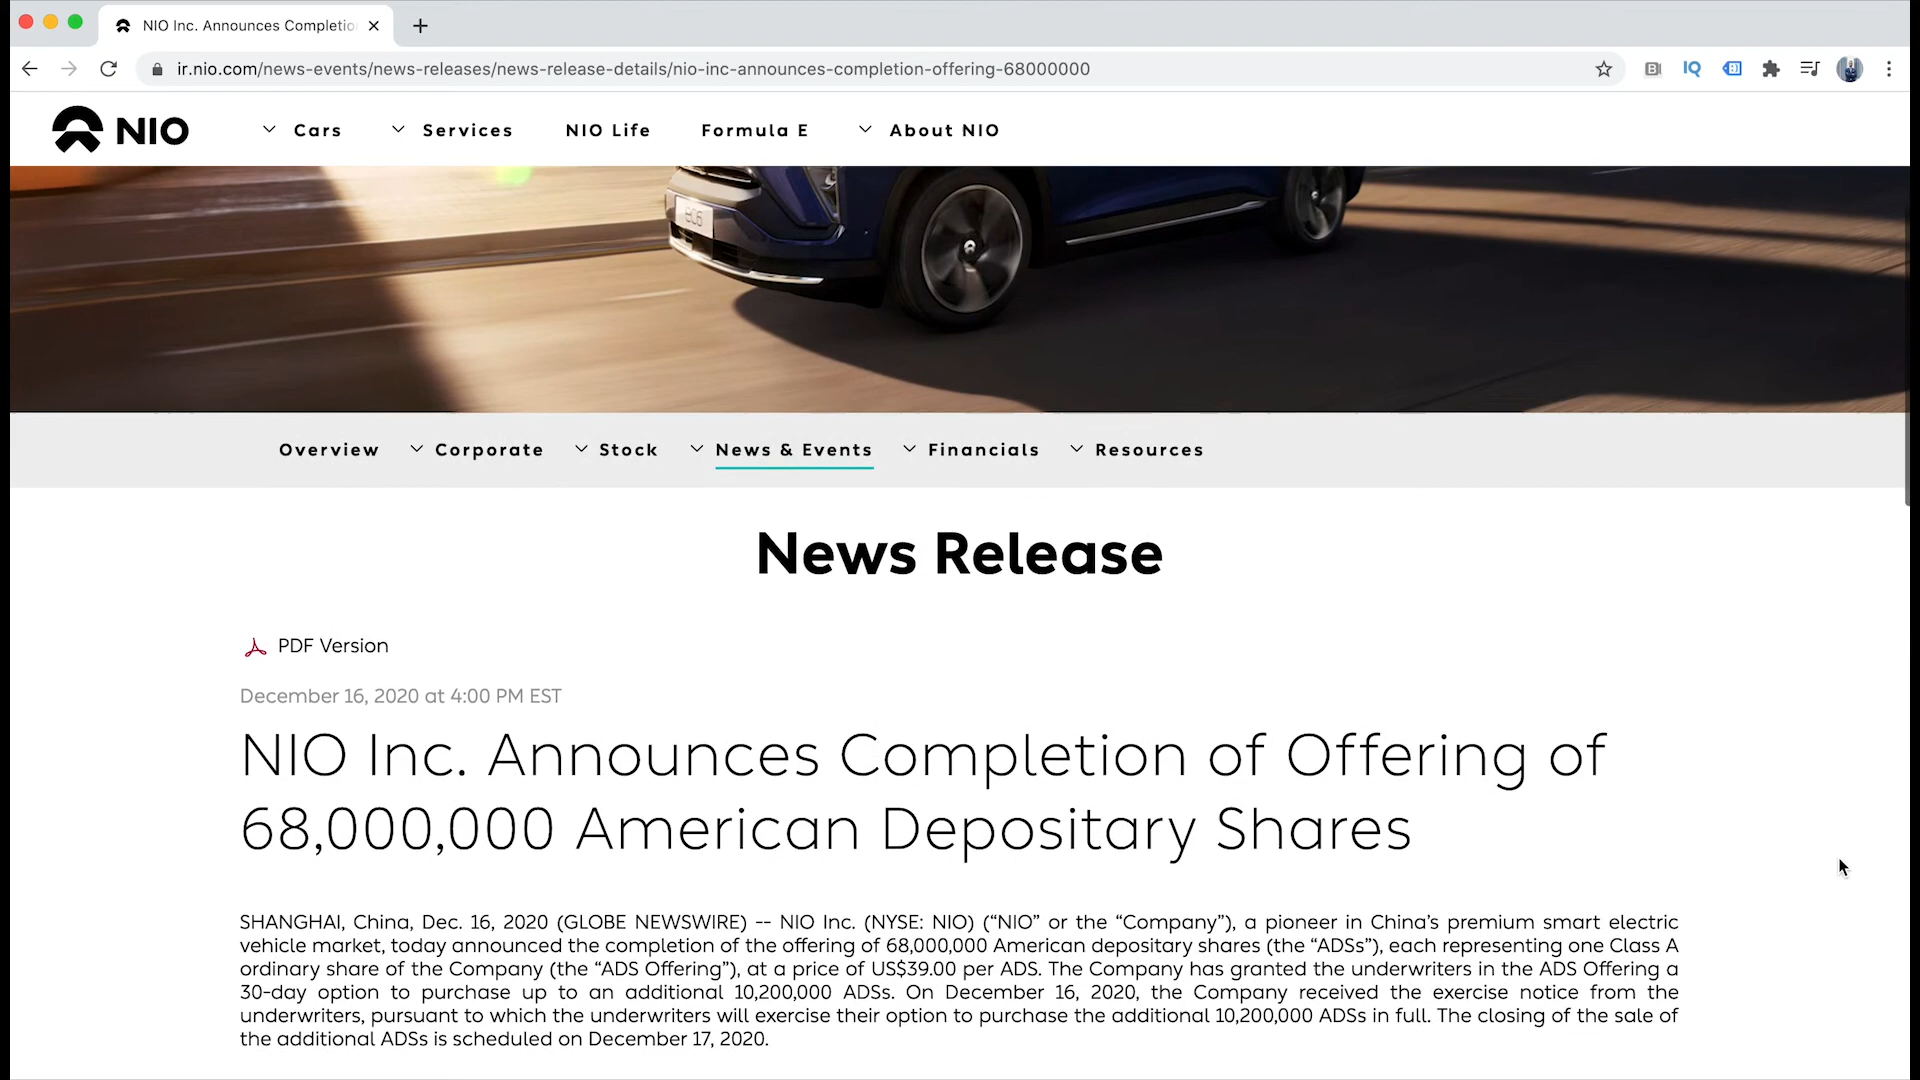 NIO Inc. Announces Completio
ir.nio.com/news-events/news-releases/news-release-details/nio-inc-announces-completion-offering-68000000
NIO Cars Services NIO Life Formula E About NIO
ec6
Overview Corporate Stock News & Events Financials Resources
News Release
PDF Version
December 16, 2020 at 4:00 PM EST
NIO Inc. Announces Completion of Offering of
68,000,000 American Depositary Shares
SHANGHAI, China, Dec. 16, 2020 (GLOBE NEWSWIRE) -- NIO Inc. (NYSE: NIO) (“NIO” or the “Company”), a pioneer in China’s premium smart electric
vehicle market, today announced the completion of the offering of 68,000,000 American depositary shares (the “ADSs”), each representing one Class A
ordinary share of the Company (the “ADS Offering”), at a price of US$39.00 per ADS. The Company has granted the underwriters in the ADS Offering a
30-day option to purchase up to an additional 10,200,000 ADSs. On December 16, 2020, the Company received the exercise notice from the
underwriters, pursuant to which the underwriters will exercise their option to purchase the additional 10,200,000 ADSs in full. The closing of the sale of
the additional ADSs is scheduled on December 17, 2020.